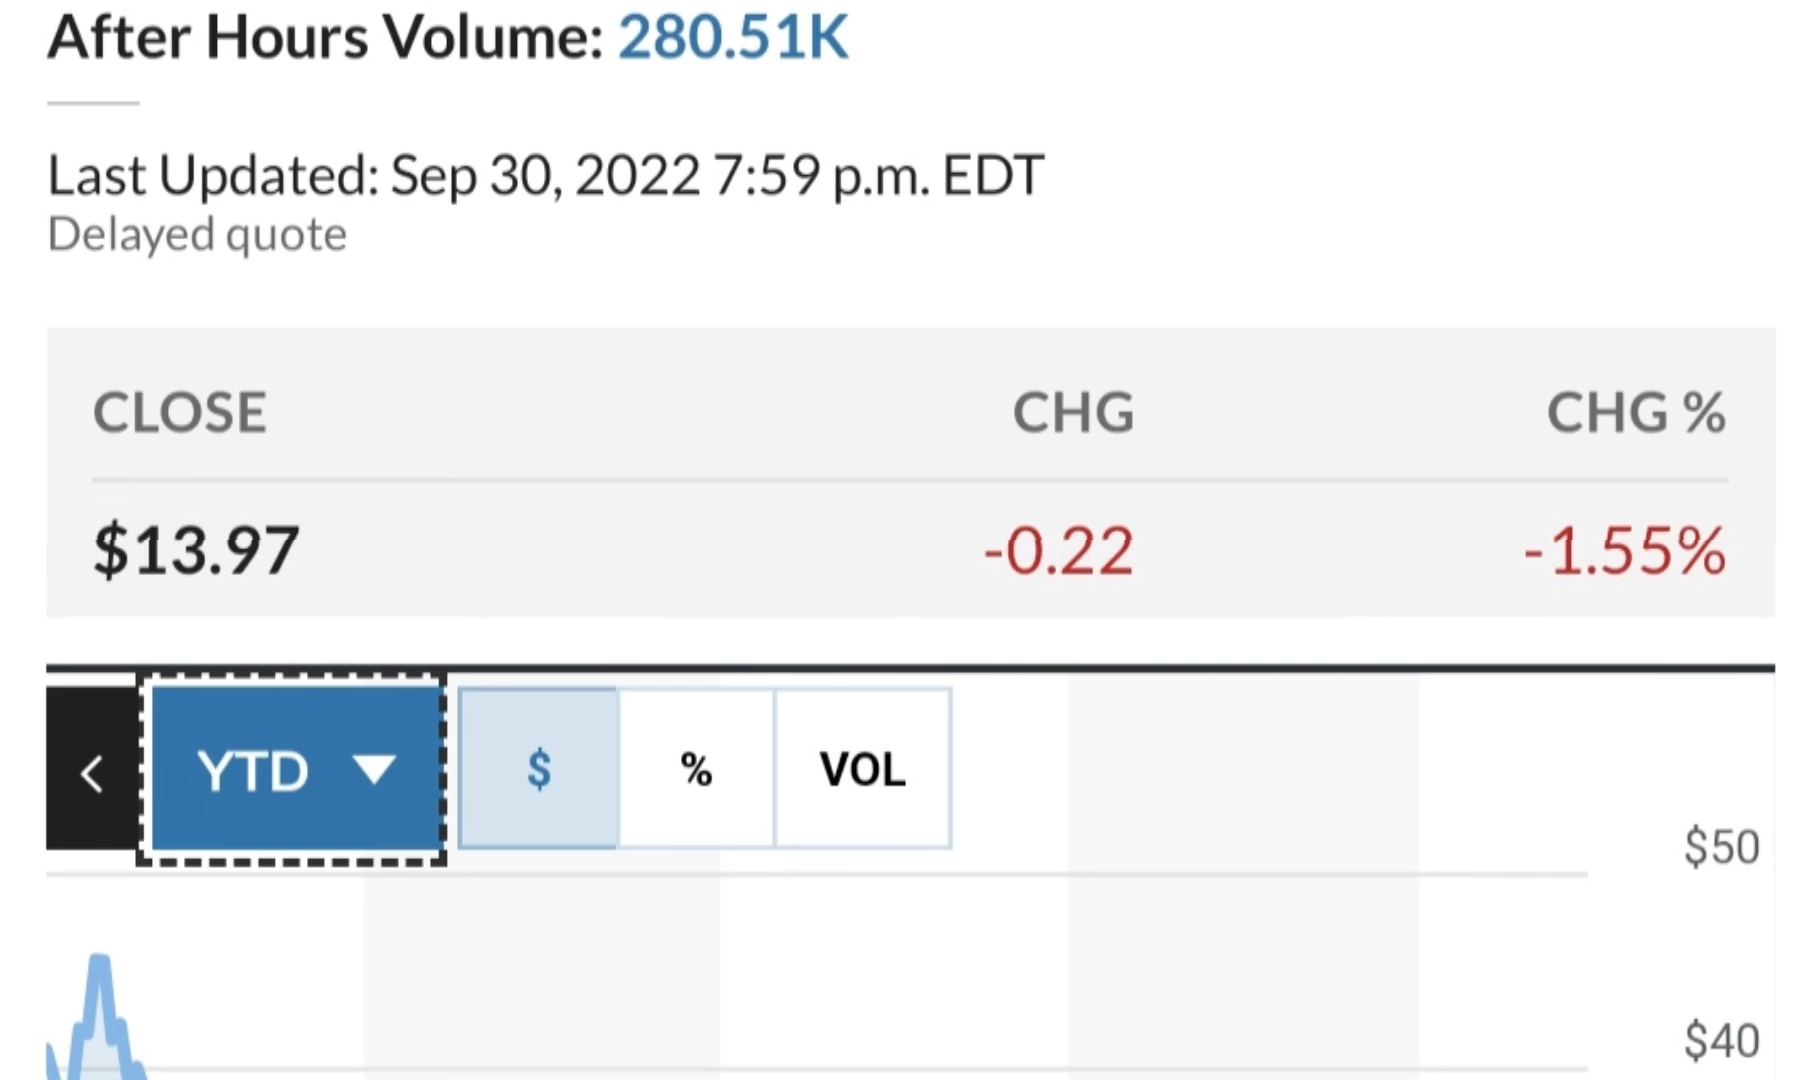 After Hours Volume: 280.51K
Last Updated: Sep 30, 2022 7:59 p.m. EDT
Delayed quote
CLOSE CHG CHG %
$13.97 -0.22 -1.55%
YTD $ % VOL
$50
$40